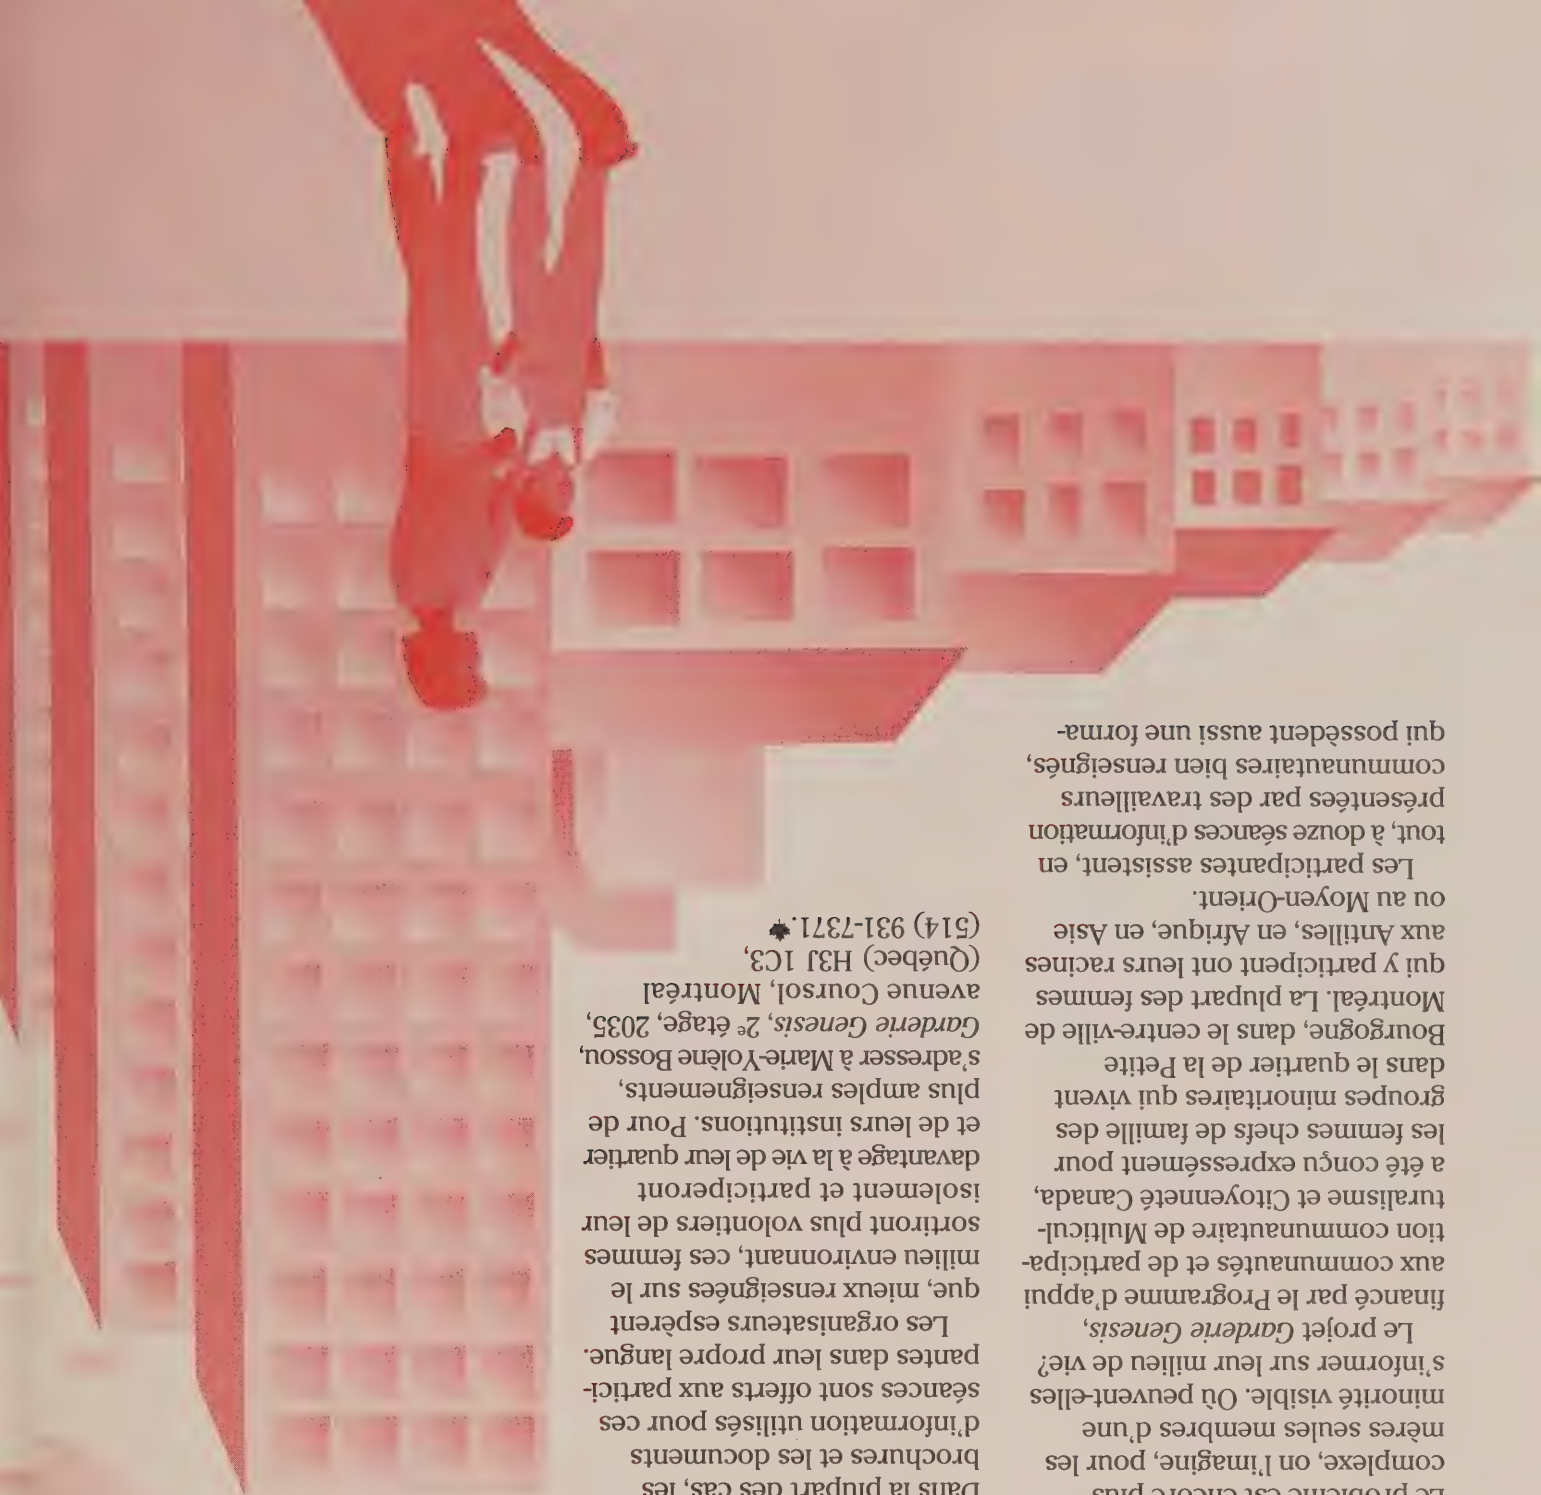 Le problème est encore plus
complexe, on l'imagine, pour les
mères seules membres d'une
minorité visible. Où peuvent-elles
s'informer sur leur milieu de vie?
Le projet Garderie Genesis,
financé par le Programme d'appui
aux communautés et de participa-
tion communautaire de Multicul-
turalisme et Citoyenneté Canada,
a été conçu expressément pour
les femmes chefs de famille des
groupes minoritaires qui vivent
dans le quartier de la Petite
Bourgogne, dans le centre-ville de
Montréal. La plupart des femmes
qui y participent ont leurs racines
aux Antilles, en Afrique, en Asie
ou au Moyen-Orient.
Les participantes assistent, en
tout, à douze séances d'information
présentées par des travailleurs
communautaires bien renseignés,
qui possèdent aussi une forma-
Dans la plupart des cas, les
brochures et les documents
d'information utilisés pour ces
séances sont offerts aux partici-
pantes dans leur propre langue.
Les organisateurs espèrent
que, mieux renseignées sur le
milieu environnant, ces femmes
sortiront plus volontiers de leur
isolement et participeront
davantage à la vie de leur quartier
et de leurs institutions. Pour de
plus amples renseignements,
s'adresser à Marie-Yolène Bossou,
Garderie Genesis, 2e étage, 2035,
avenue Coursol, Montréal
(Québec) H3J 1C3,
(514) 931-7371.